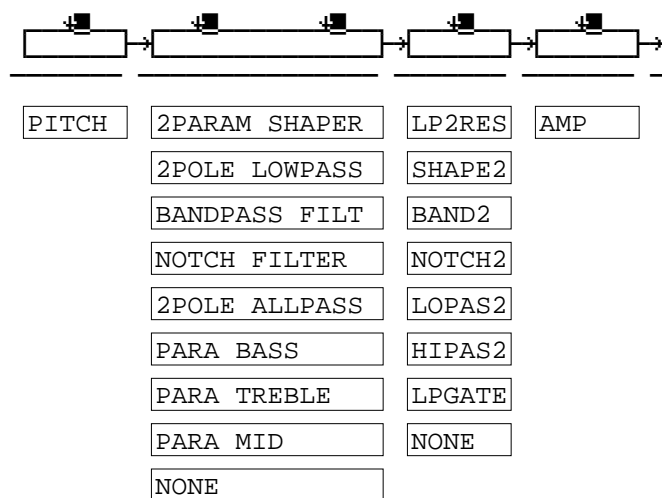 PITCH 2PARAM SHAPER LP2RES AMP
2POLE LOWPASS SHAPE2
BANDPASS FILT BAND2
NOTCH FILTER NOTCH2
2POLE ALLPASS LOPAS2
PARA BASS HIPAS2
PARA TREBLE LPGATE
PARA MID NONE
NONE